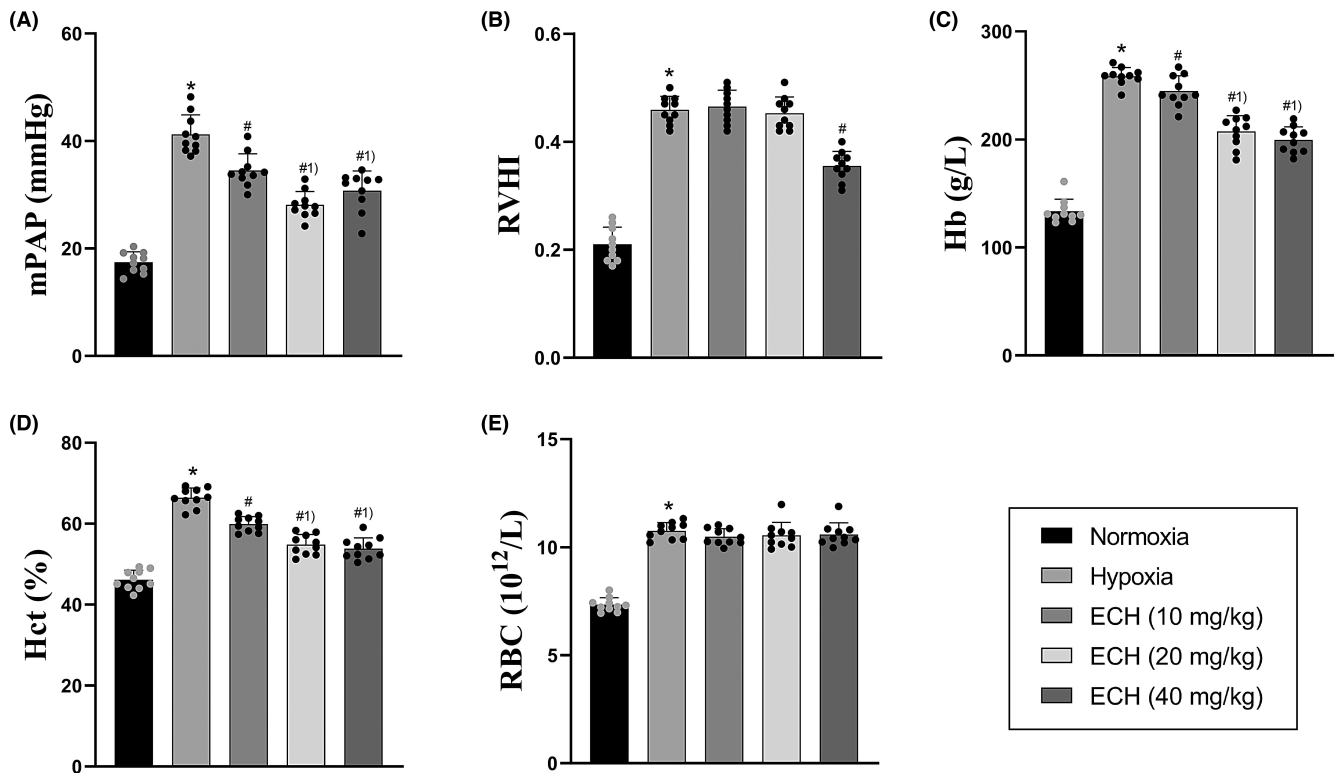 (A)
mPAP (mmHg)
60
40
20
0
*
#
#1)
#1)
(B)
RVHI
0.6
0.4
0.2
0.0
*
#
(C)
Hb (g/L)
300
200
100
0
*
#
#1)
#1)
(D)
Hct (%)
80
60
40
20
0
*
#
#1)
#1)
(E)
RBC (10¹²/L)
15
10
5
0
*
Normoxia
Hypoxia
ECH (10 mg/kg)
ECH (20 mg/kg)
ECH (40 mg/kg)